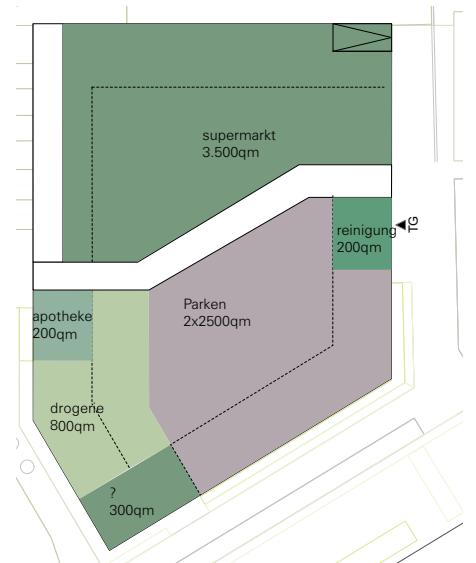 supermarkt
3.500qm
reinigung
200qm
TG
Parken
2x2500qm
apotheke
200qm
drogerie
800qm
?
300qm